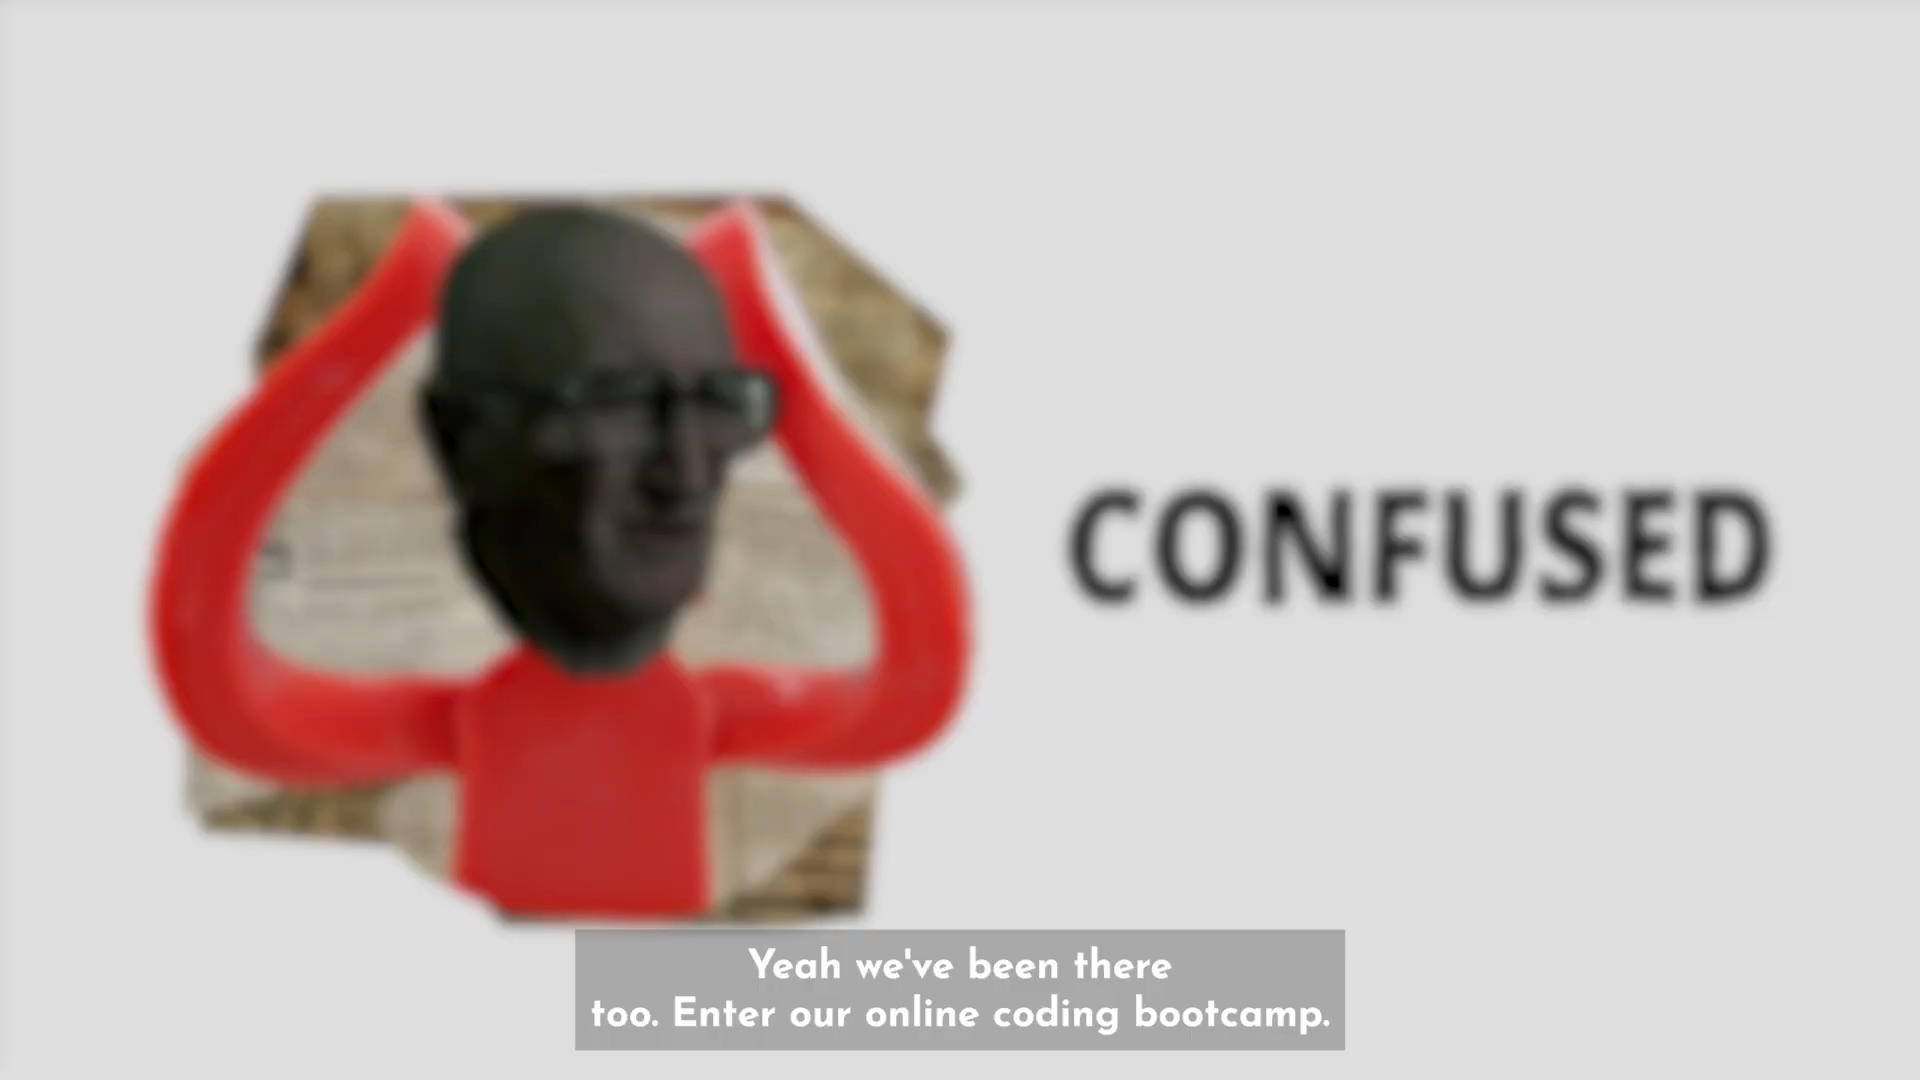 CONFUSED
Yeah we've been there
too. Enter our online coding bootcamp.